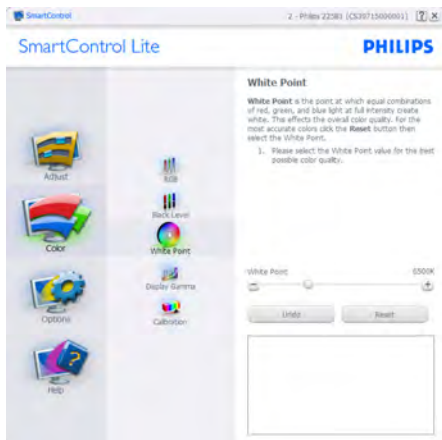 SmartControl
2 - Philips 225B1 (CS39715000001) ? X
SmartControl Lite
PHILIPS
White Point
White Point is the point at which equal combinations
of red, green, and blue light at full intensity create
white. This effects the overall color quality. For the
most accurate colors click the Reset button then
select the White Point.
1. Please select the White Point value for the best
possible color quality.
Adjust
Color
Options
Help
RGB
Black Level
White Point
Display Gamma
Calibration
White Point 6500K
Undo Reset